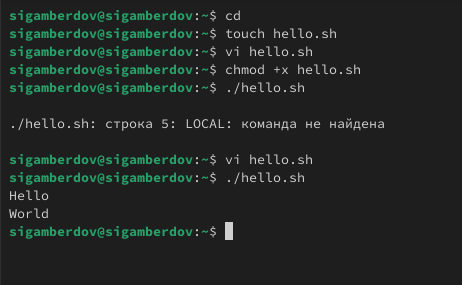 sigamberdov@sigamberdov:~$ cd
sigamberdov@sigamberdov:~$ touch hello.sh
sigamberdov@sigamberdov:~$ vi hello.sh
sigamberdov@sigamberdov:~$ chmod +x hello.sh
sigamberdov@sigamberdov:~$ ./hello.sh
./hello.sh: строка 5: LOCAL: команда не найдена
sigamberdov@sigamberdov:~$ vi hello.sh
sigamberdov@sigamberdov:~$ ./hello.sh
Hello
World
sigamberdov@sigamberdov:~$